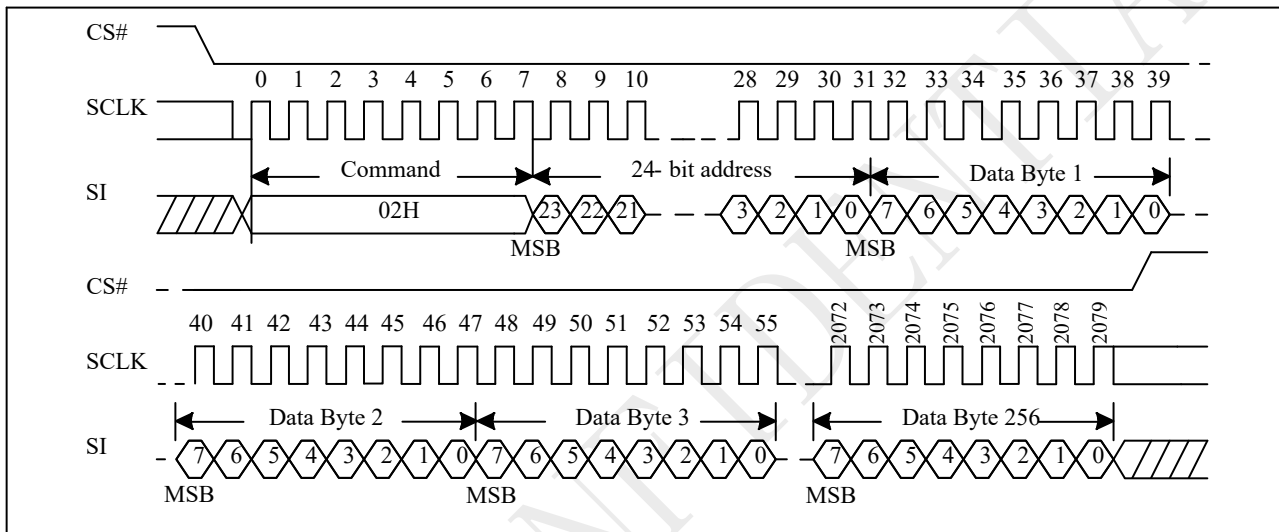 CS#
0 1 2 3 4 5 6 7 8 9 10 28 29 30 31 32 33 34 35 36 37 38 39
SCLK
Command 24- bit address Data Byte 1
SI
02H 23 22 21 3 2 1 0 7 6 5 4 3 2 1 0
MSB MSB
CS#
40 41 42 43 44 45 46 47 48 49 50 51 52 53 54 55 2072 2073 2074 2075 2076 2077 2078 2079
SCLK
Data Byte 2 Data Byte 3 Data Byte 256
SI
7 6 5 4 3 2 1 0 7 6 5 4 3 2 1 0 7 6 5 4 3 2 1 0
MSB MSB MSB